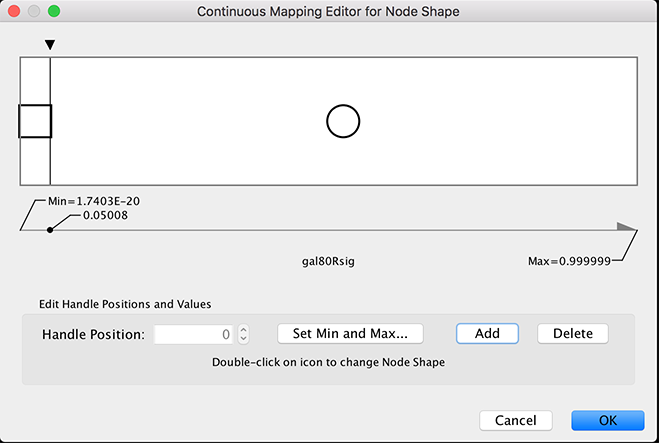 Continuous Mapping Editor for Node Shape
Min=1.7403E-20
0.05008
gal80Rsig
Max=0.999999
Edit Handle Positions and Values
Handle Position:
0
Set Min and Max...
Add
Delete
Double-click on icon to change Node Shape
Cancel
OK